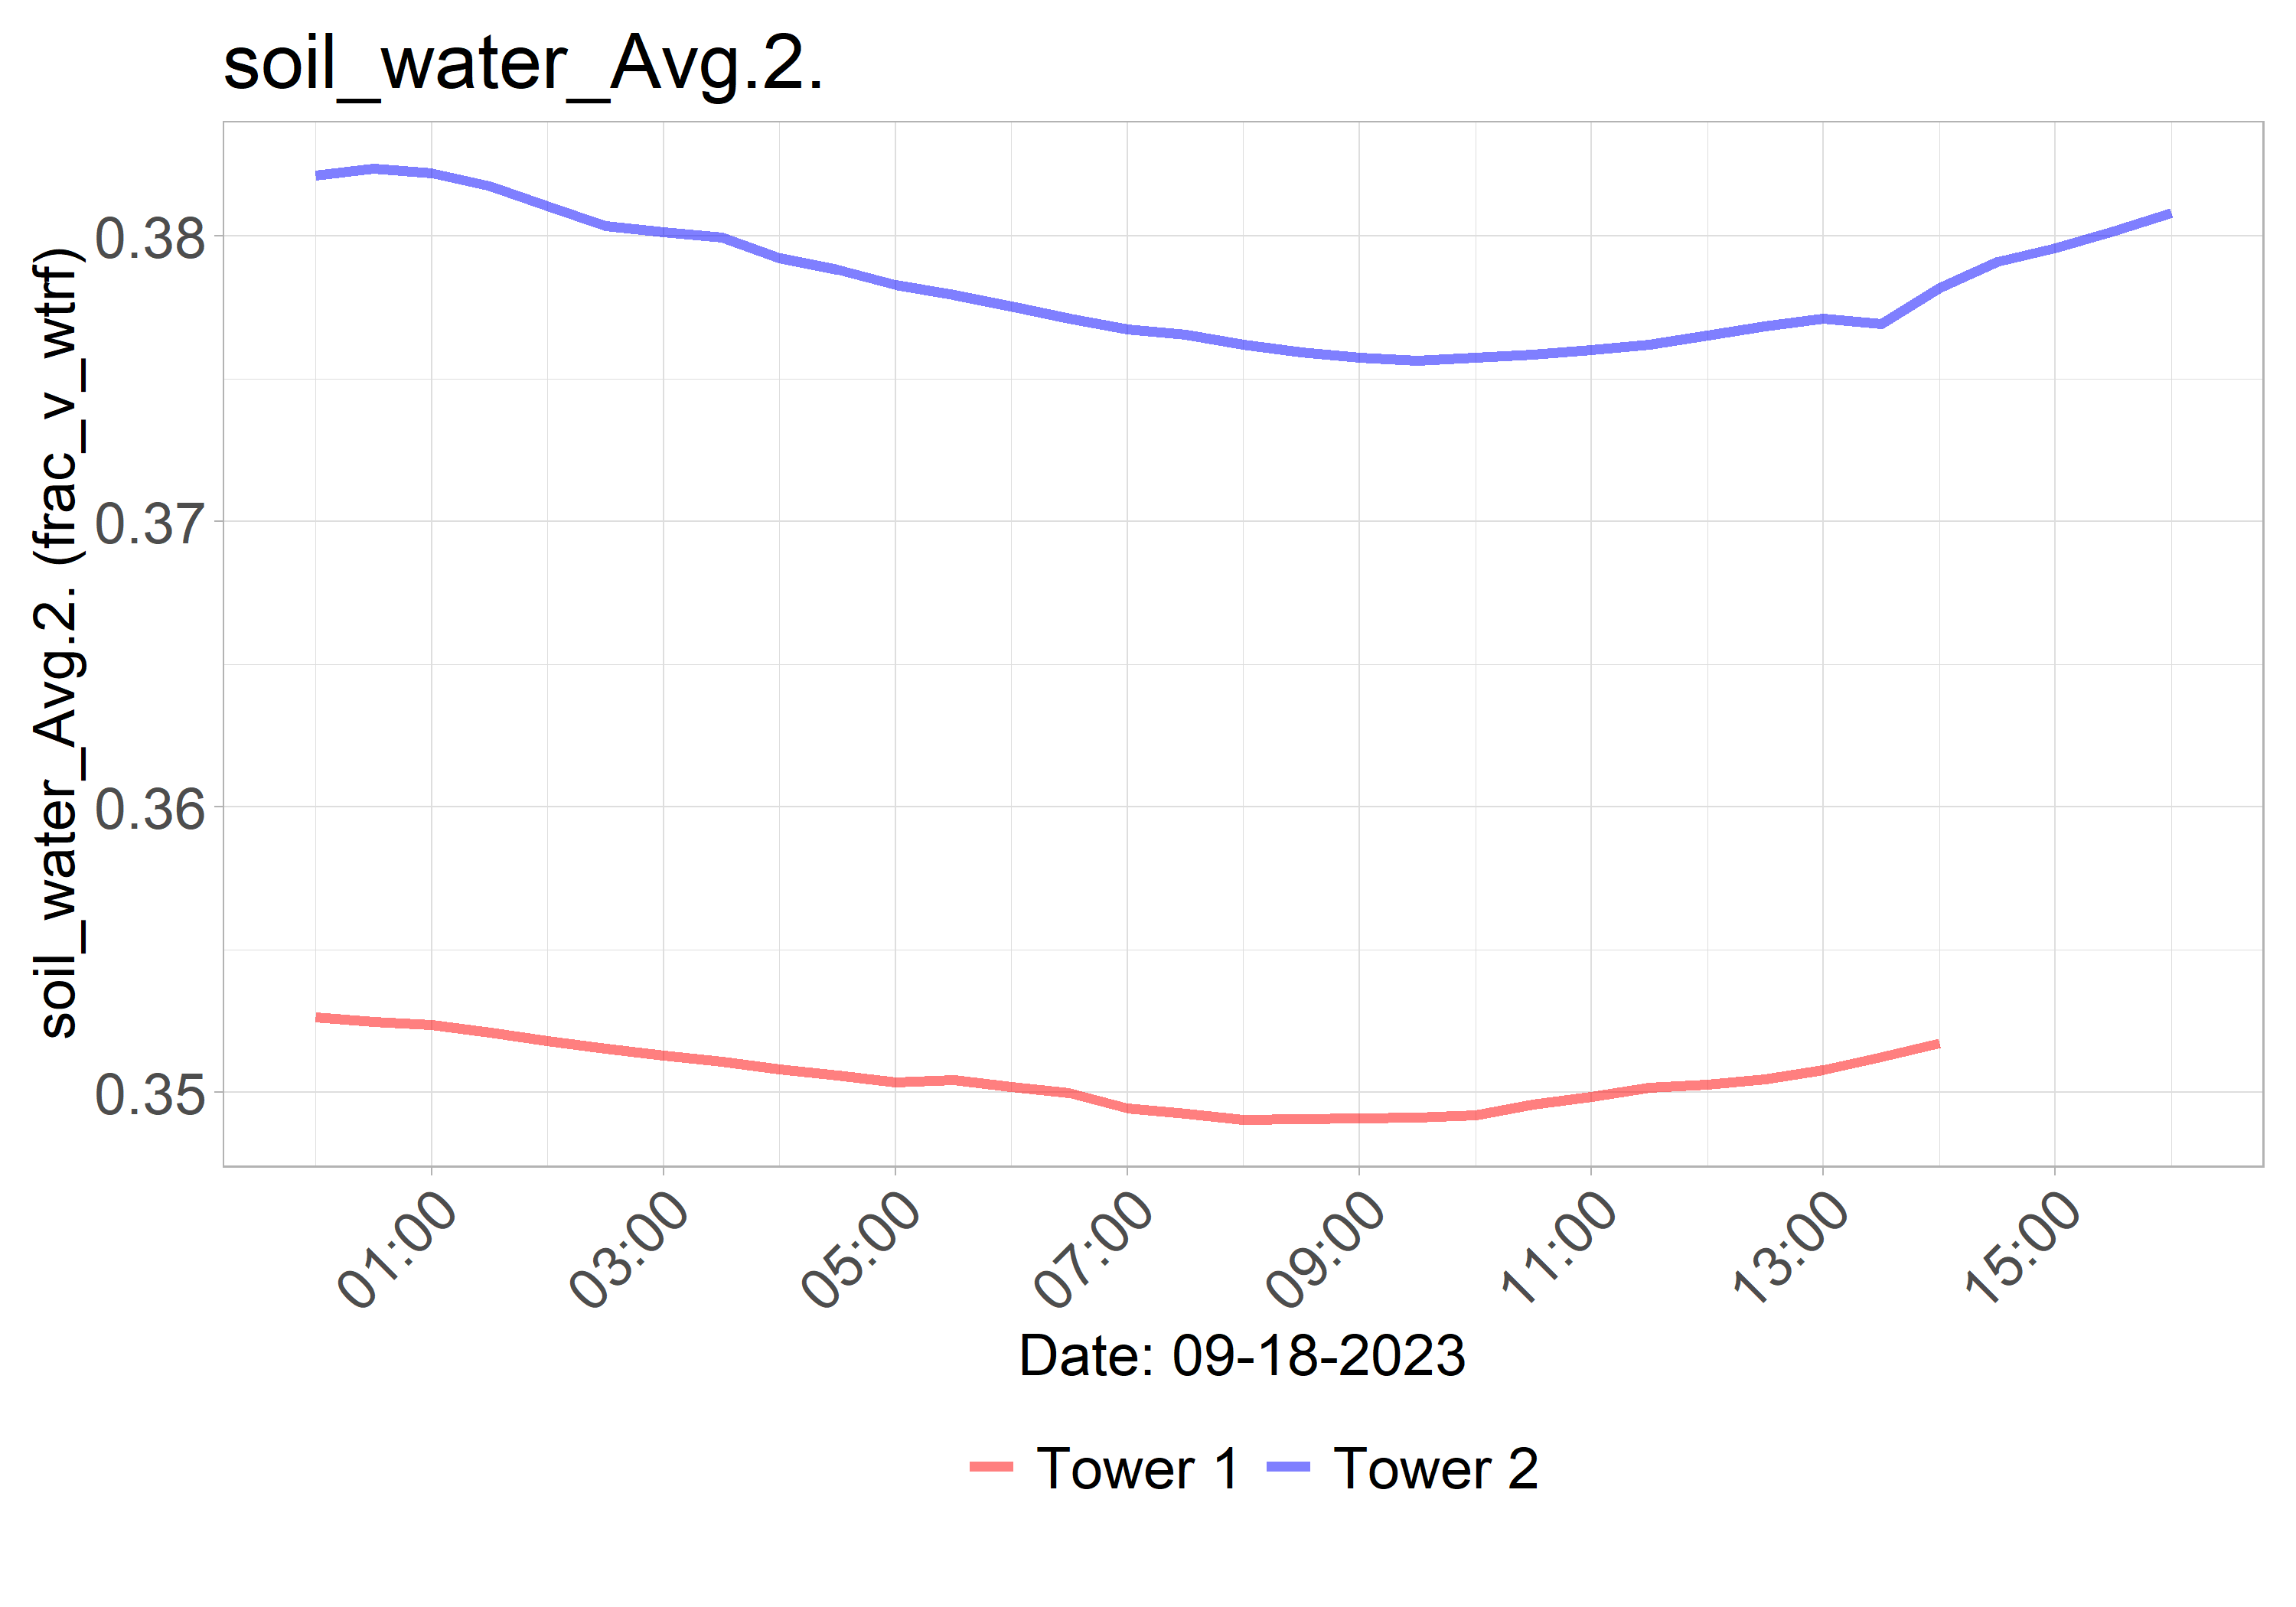 soil_water_Avg.2.
soil_water_Avg.2. (frac_v_wtrf)
0.38
0.37
0.36
0.35
01:00
03:00
05:00
07:00
09:00
11:00
13:00
15:00
Date: 09-18-2023
Tower 1
Tower 2